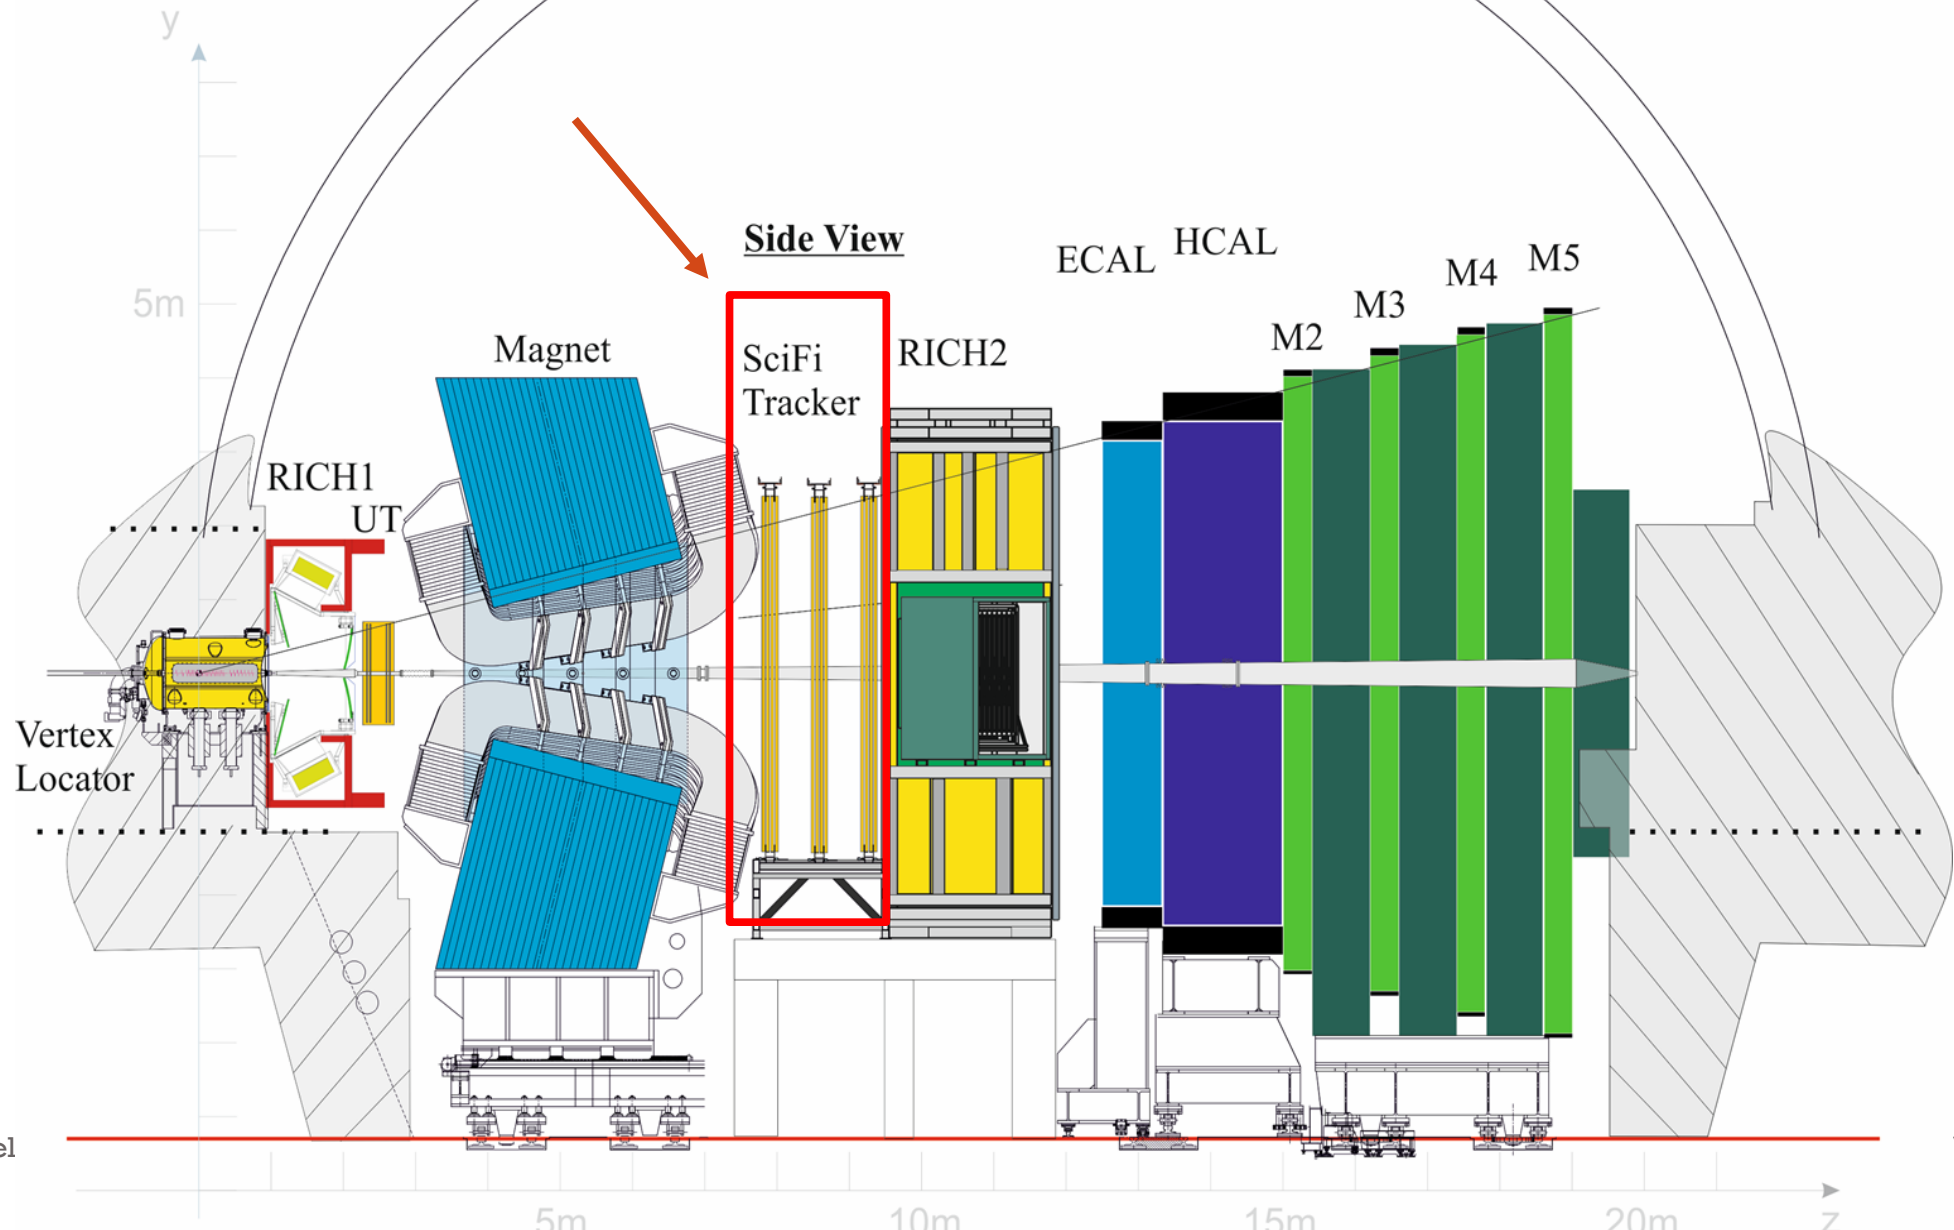 y
Side View
ECAL
HCAL
M5
M4
5m
M3
M2
Magnet
SciFi
Tracker
RICH2
RICH1
UT
Vertex
Locator
el
5m
10m
15m
20m
z